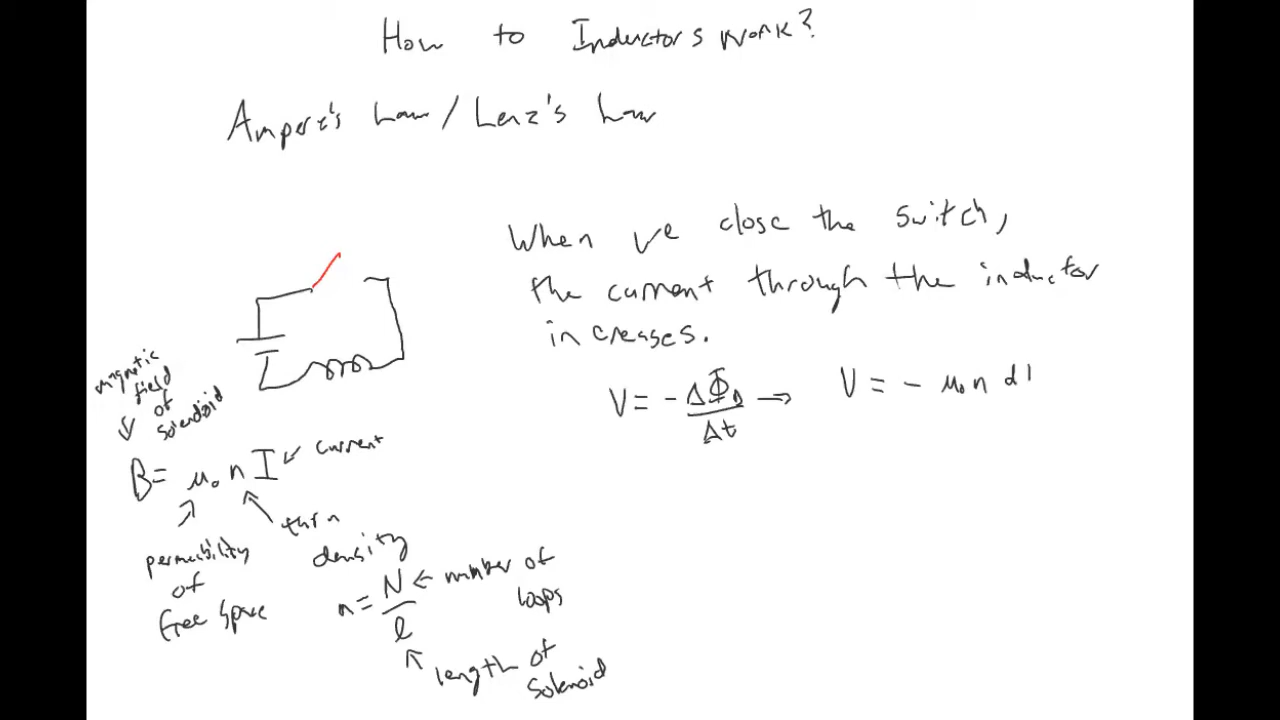 How to Inductors work?
Ampere's Law / Lenz's Law
When we close the switch,
the current through the inductor
increases.
V = - ΔΦB/Δt → V = - μ₀ n dI
magnetic
field
of
solenoid
B = μ₀ n I ← current
permeability
of
free space
turn
density
n = N/l ← number of
loops
length of
solenoid